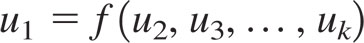 u₁ = f(u₂, u₃, . . . , uₖ)